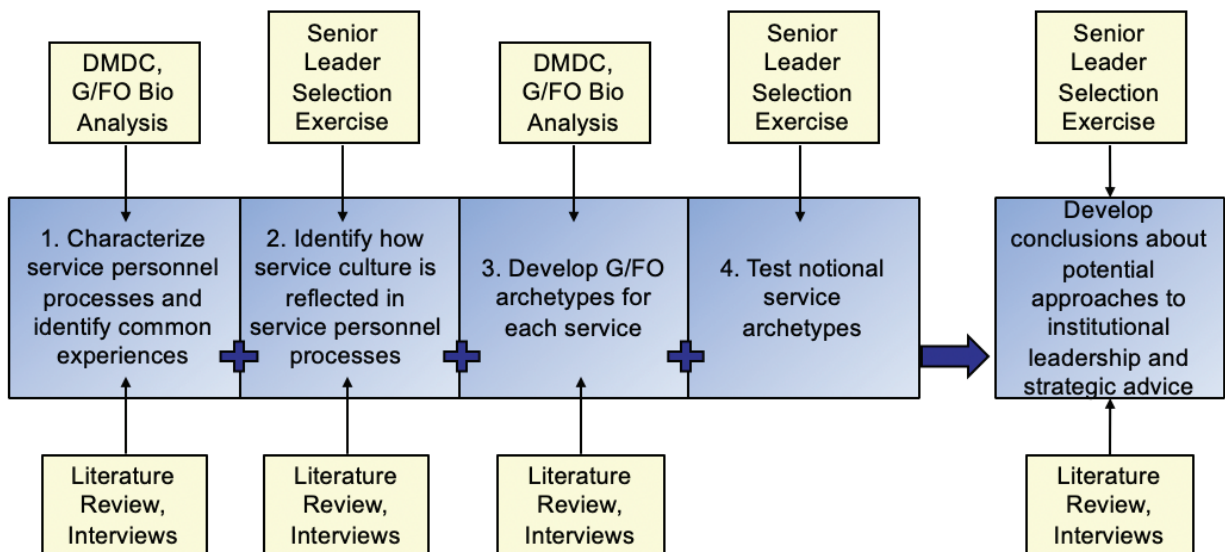 DMDC,
G/FO Bio
Analysis
Senior
Leader
Selection
Exercise
DMDC,
G/FO Bio
Analysis
Senior
Leader
Selection
Exercise
Senior
Leader
Selection
Exercise
1. Characterize
service personnel
processes and
identify common
experiences
2. Identify how
service culture is
reflected in
service personnel
processes
3. Develop G/FO
archetypes for
each service
4. Test notional
service
archetypes
Develop
conclusions about
potential
approaches to
institutional
leadership and
strategic advice
Literature
Review,
Interviews
Literature
Review,
Interviews
Literature
Review,
Interviews
Literature
Review,
Interviews